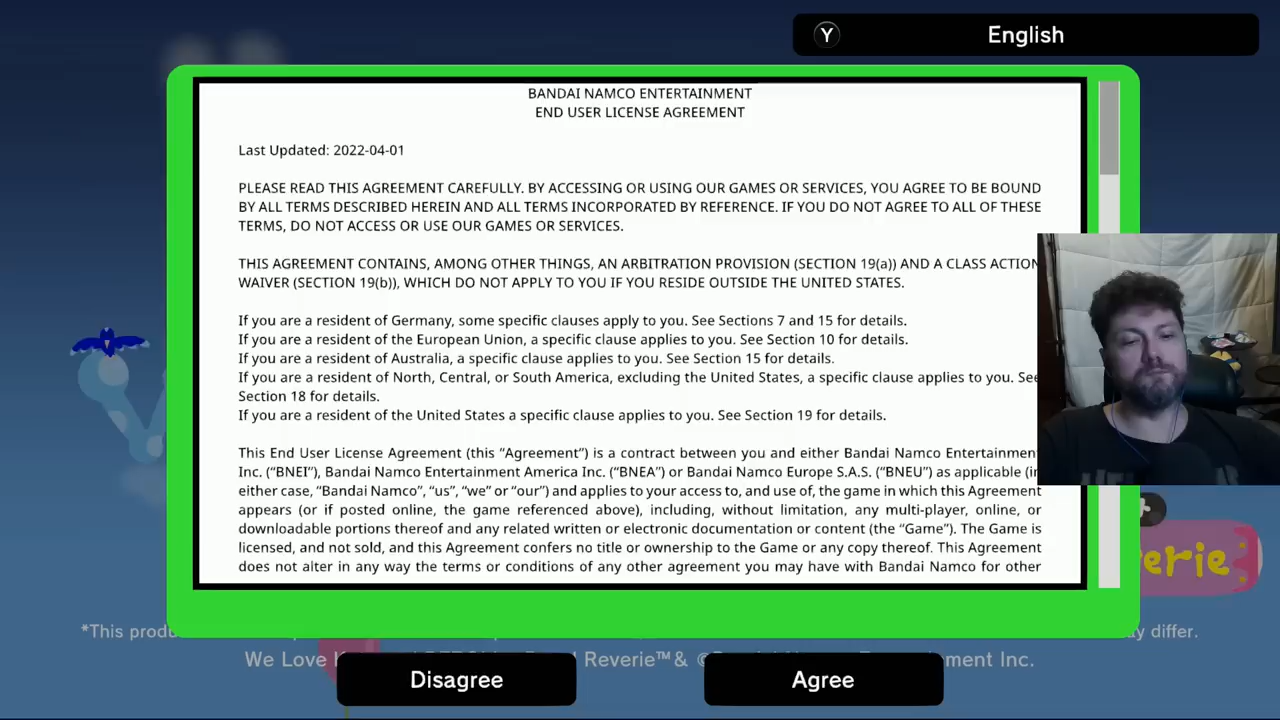 Y English
BANDAI NAMCO ENTERTAINMENT
END USER LICENSE AGREEMENT
Last Updated: 2022-04-01
PLEASE READ THIS AGREEMENT CAREFULLY. BY ACCESSING OR USING OUR GAMES OR SERVICES, YOU AGREE TO BE BOUND
BY ALL TERMS DESCRIBED HEREIN AND ALL TERMS INCORPORATED BY REFERENCE. IF YOU DO NOT AGREE TO ALL OF THESE
TERMS, DO NOT ACCESS OR USE OUR GAMES OR SERVICES.
THIS AGREEMENT CONTAINS, AMONG OTHER THINGS, AN ARBITRATION PROVISION (SECTION 19(a)) AND A CLASS ACTION
WAIVER (SECTION 19(b)), WHICH DO NOT APPLY TO YOU IF YOU RESIDE OUTSIDE THE UNITED STATES.
If you are a resident of Germany, some specific clauses apply to you. See Sections 7 and 15 for details.
If you are a resident of the European Union, a specific clause applies to you. See Section 10 for details.
If you are a resident of Australia, a specific clause applies to you. See Section 15 for details.
If you are a resident of North, Central, or South America, excluding the United States, a specific clause applies to you. See
Section 18 for details.
If you are a resident of the United States a specific clause applies to you. See Section 19 for details.
This End User License Agreement (this “Agreement”) is a contract between you and either Bandai Namco Entertainment
Inc. (“BNEI”), Bandai Namco Entertainment America Inc. (“BNEA”) or Bandai Namco Europe S.A.S. (“BNEU”) as applicable (in
either case, “Bandai Namco”, “us”, “we” or “our”) and applies to your access to, and use of, the game in which this Agreement
appears (or if posted online, the game referenced above), including, without limitation, any multi-player, online, or
downloadable portions thereof and any related written or electronic documentation or content (the “Game”). The Game is
licensed, and not sold, and this Agreement confers no title or ownership to the Game or any copy thereof. This Agreement
does not alter in any way the terms or conditions of any other agreement you may have with Bandai Namco for other
erie
*This produ y differ.
We Love K Reverie™& © ment Inc.
Disagree
Agree